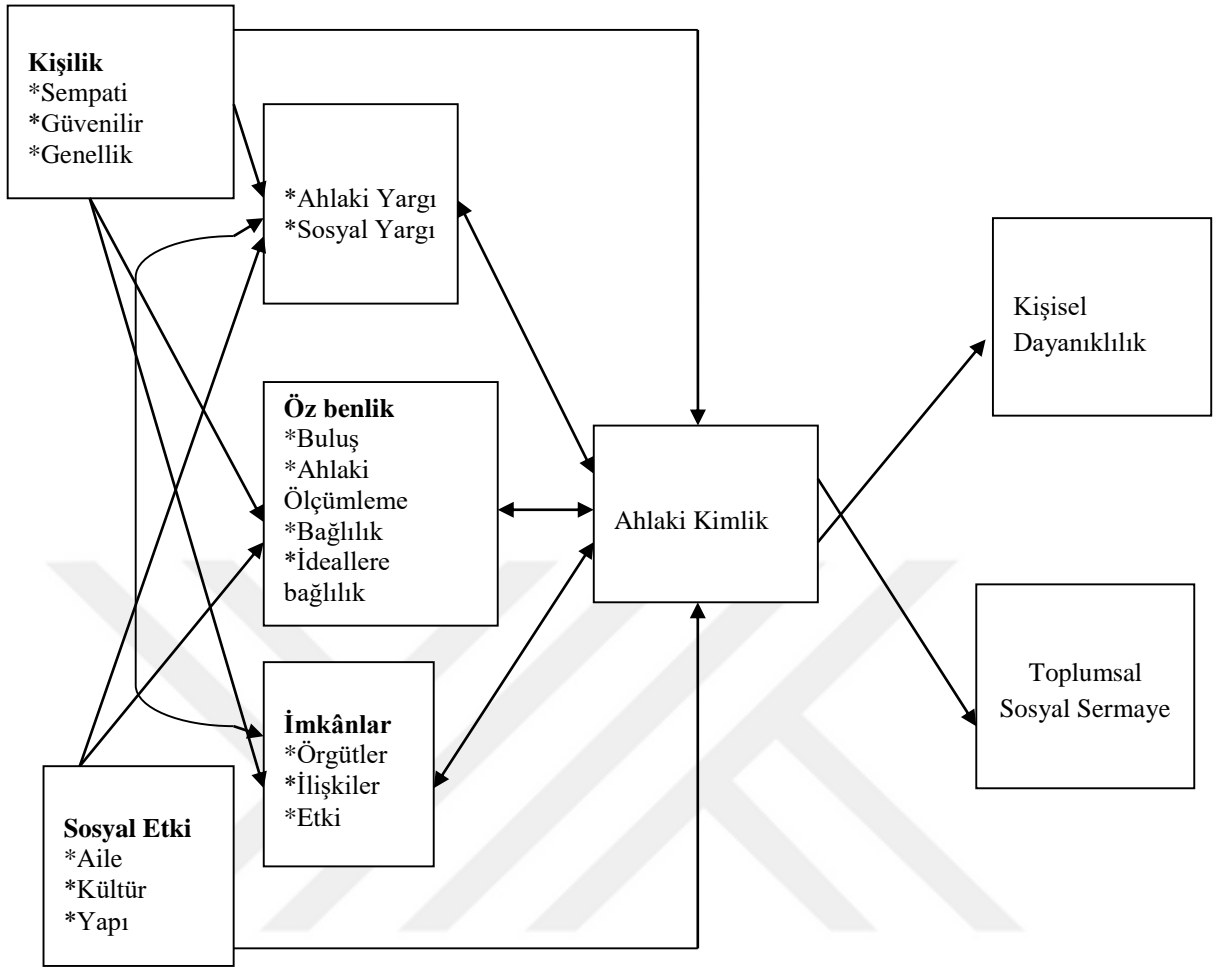 Kişilik
*Sempati
*Güvenilir
*Genellik
*Ahlaki Yargı
*Sosyal Yargı
Öz benlik
*Buluş
*Ahlaki
Ölçümleme
*Bağlılık
*İdeallere
bağlılık
İmkânlar
*Örgütler
*İlişkiler
*Etki
Sosyal Etki
*Aile
*Kültür
*Yapı
Ahlaki Kimlik
Kişisel
Dayanıklılık
Toplumsal
Sosyal Sermaye